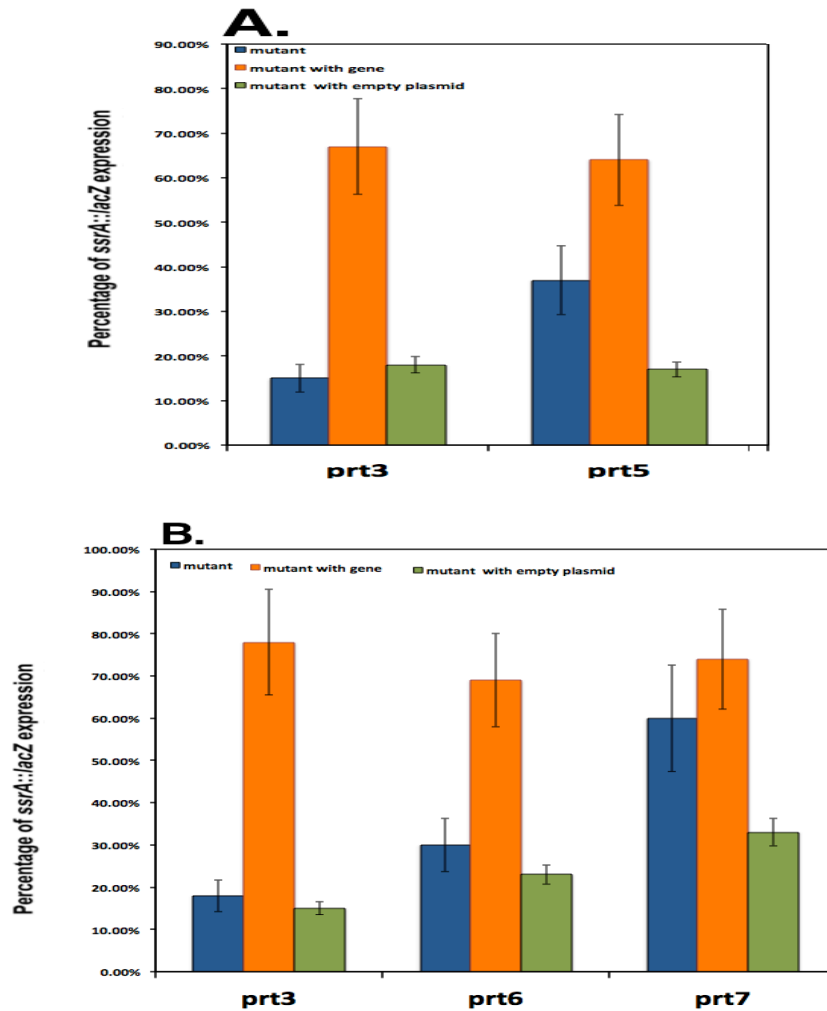 A.
90.00%
mutant
mutant with gene
80.00%
mutant with empty plasmid
70.00%
60.00%
50.00%
40.00%
30.00%
20.00%
10.00%
0.00%
Percentage of ssrA::lacZ expression
prt3 prt5
B.
100.00%
mutant mutant with gene mutant with empty plasmid
90.00%
80.00%
70.00%
60.00%
50.00%
40.00%
30.00%
20.00%
10.00%
0.00%
Percentage of ssrA::lacZ expression
prt3 prt6 prt7